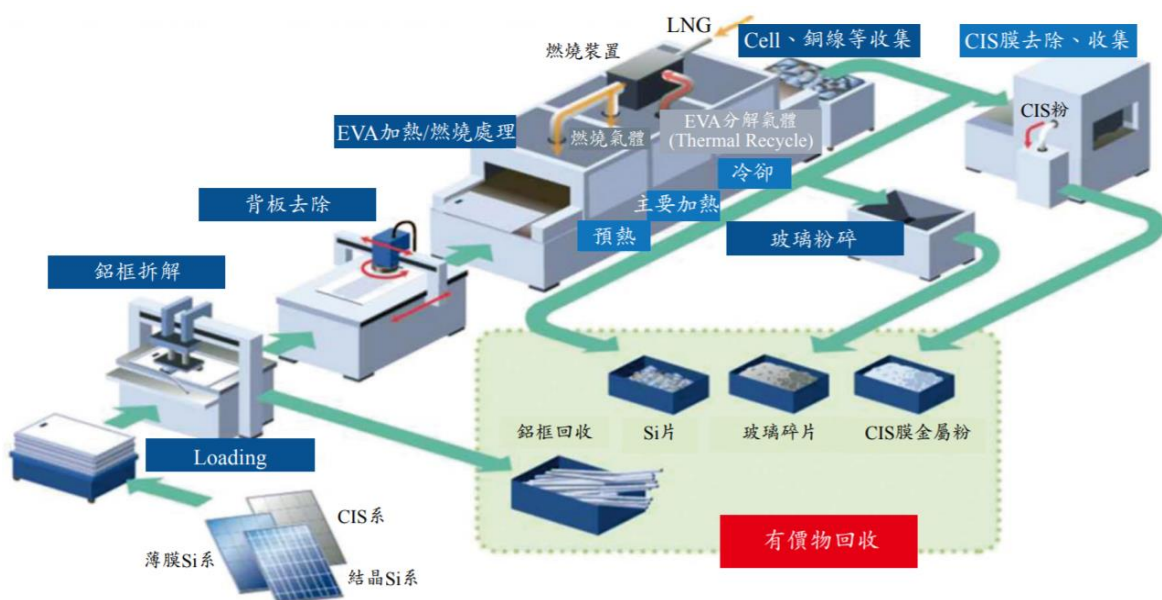 LNG
燃燒裝置
Cell、銅線等收集
CIS膜去除、收集
CIS粉
EVA加熱/燃燒處理
燃燒氣體
EVA分解氣體
(Thermal Recycle)
冷卻
主要加熱
預熱
背板去除
玻璃粉碎
鋁框拆解
Loading
鋁框回收
Si片
玻璃碎片
CIS膜金屬粉
CIS系
薄膜Si系
結晶Si系
有價物回收